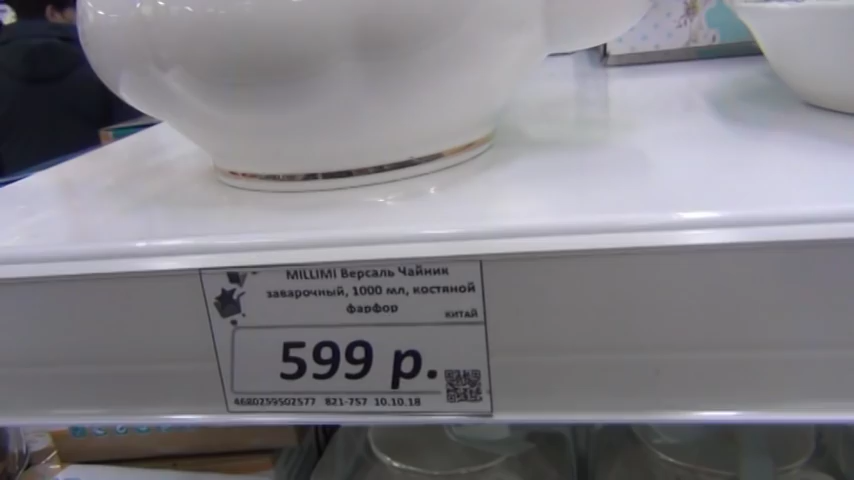 MILLIMI Версаль Чайник
заварочный, 1000 мл, костяной
фарфор
КИТАЙ
599 р.
4680259502577 821-757 10.10.18